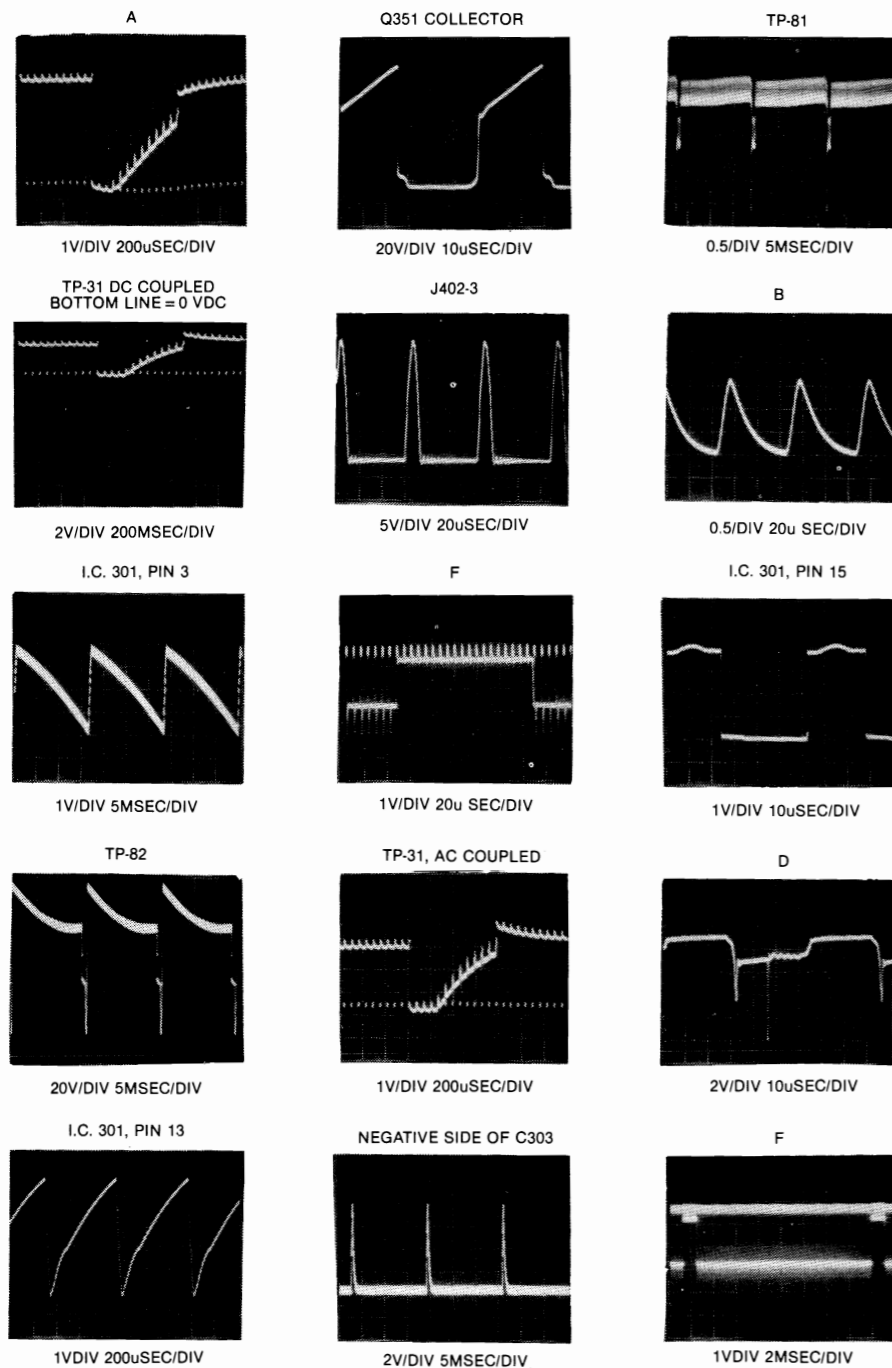 A
Q351 COLLECTOR
TP-81
1V/DIV 200uSEC/DIV
20V/DIV 10uSEC/DIV
0.5/DIV 5MSEC/DIV
TP-31 DC COUPLED
BOTTOM LINE = 0 VDC
J402-3
B
2V/DIV 200MSEC/DIV
5V/DIV 20uSEC/DIV
0.5/DIV 20u SEC/DIV
I.C. 301, PIN 3
F
I.C. 301, PIN 15
1V/DIV 5MSEC/DIV
1V/DIV 20u SEC/DIV
1V/DIV 10uSEC/DIV
TP-82
TP-31, AC COUPLED
D
20V/DIV 5MSEC/DIV
1V/DIV 200uSEC/DIV
2V/DIV 10uSEC/DIV
I.C. 301, PIN 13
NEGATIVE SIDE OF C303
F
1VDIV 200uSEC/DIV
2V/DIV 5MSEC/DIV
1VDIV 2MSEC/DIV